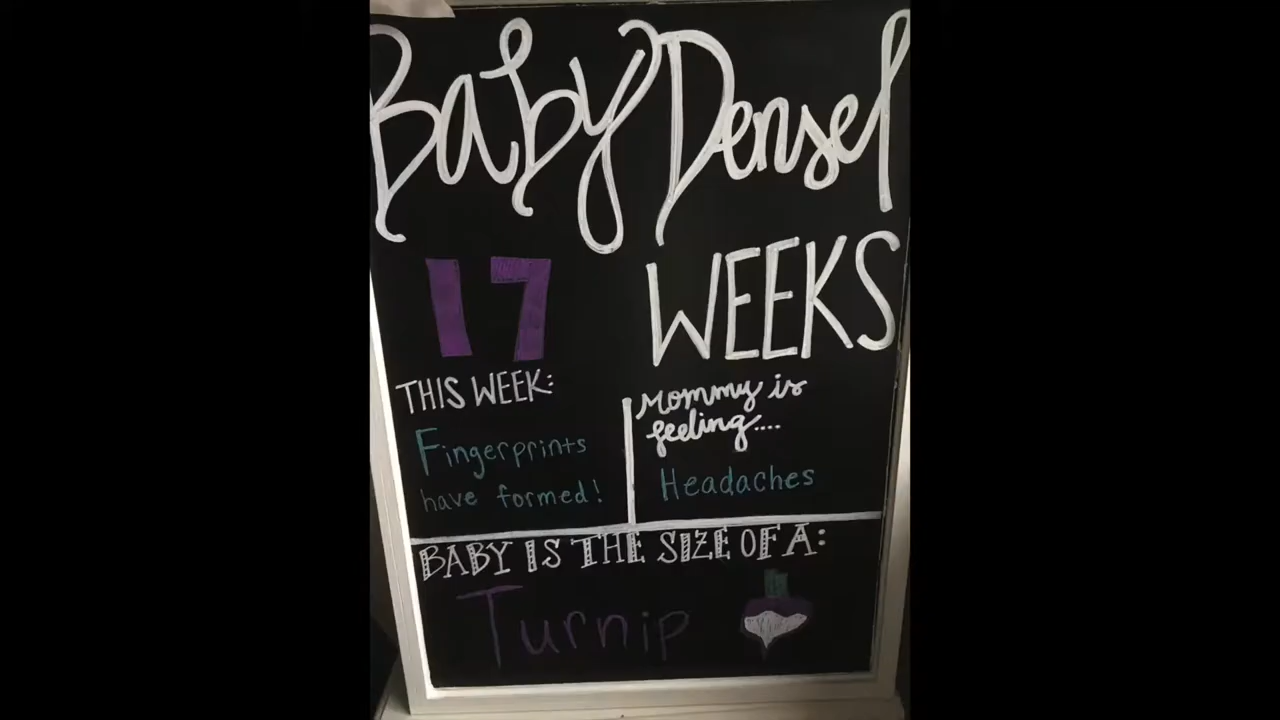 Baby Densel
17 WEEKS
THIS WEEK:
Fingerprints
have formed!
mommy is
feeling....
Headaches
BABY IS THE SIZE OF A:
Turnip